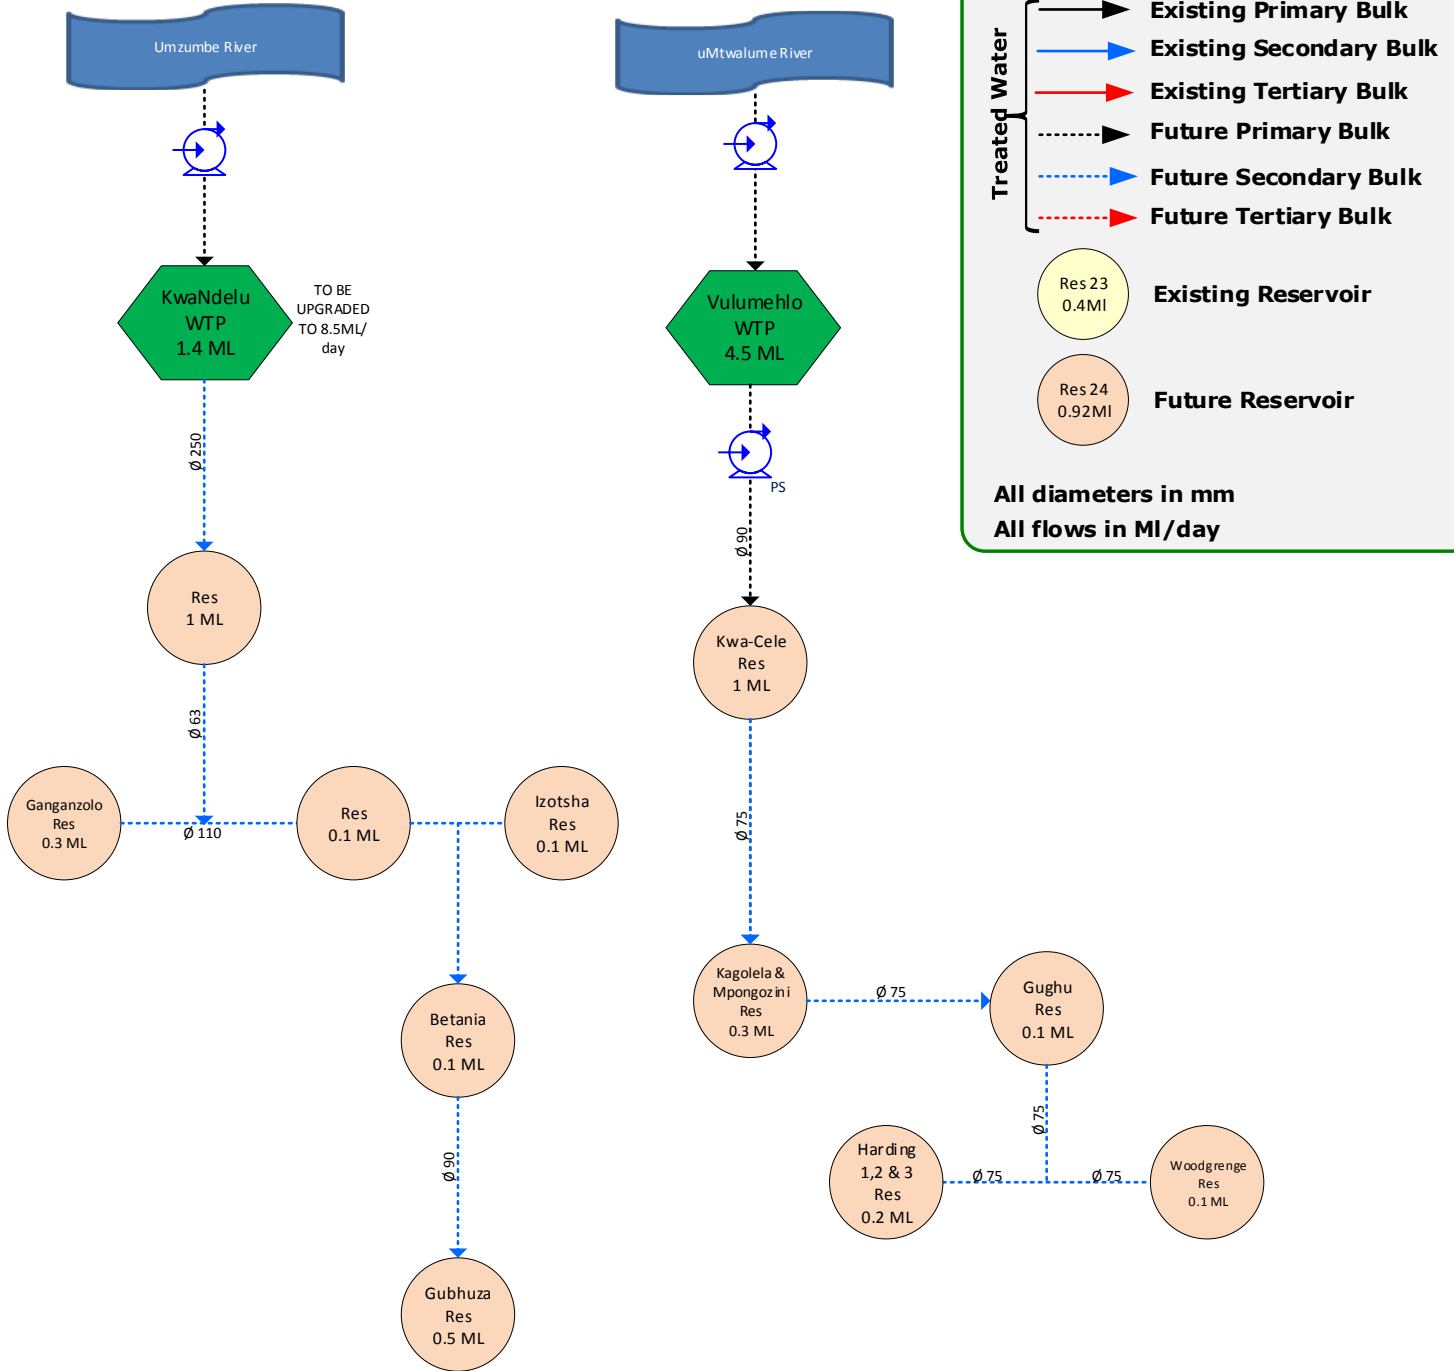 Umzumbe River
KwaNdelu
WTP
1.4 ML
TO BE
UPGRADED
TO 8.5ML/
day
Ø 250
Res
1 ML
Ø 63
Ganganzolo
Res
0.3 ML
Ø 110
Res
0.1 ML
Izotsha
Res
0.1 ML
Betania
Res
0.1 ML
Ø 90
Gubhuza
Res
0.5 ML
uMtwalume River
Vulumehlo
WTP
4.5 ML
PS
Ø 90
Kwa-Cele
Res
1 ML
Ø 75
Kagolela &
Mpongozini
Res
0.3 ML
Ø 75
Gughu
Res
0.1 ML
Ø 75
Harding
1,2 & 3
Res
0.2 ML
Ø 75
Ø 75
Woodgrenge
Res
0.1 ML
Treated Water
Existing Primary Bulk
Existing Secondary Bulk
Existing Tertiary Bulk
Future Primary Bulk
Future Secondary Bulk
Future Tertiary Bulk
Res 23
0.4Ml
Existing Reservoir
Res 24
0.92Ml
Future Reservoir
All diameters in mm
All flows in Ml/day